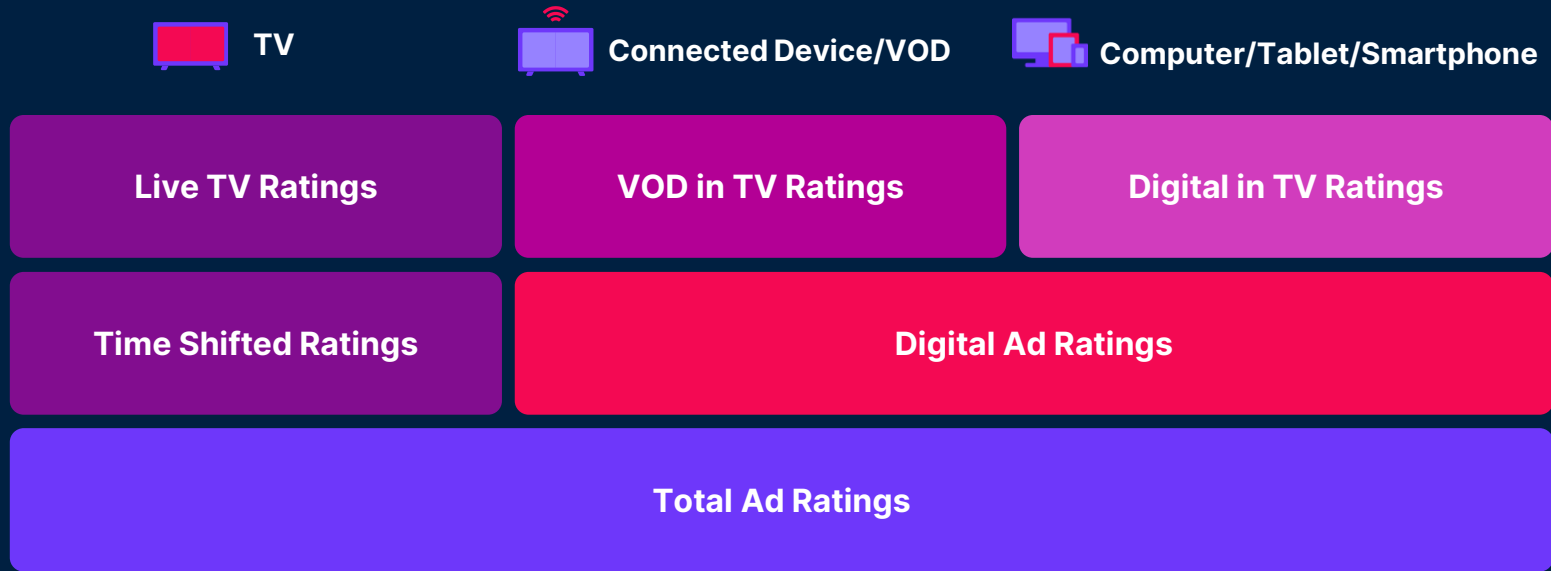 TV
Connected Device/VOD
Computer/Tablet/Smartphone
Live TV Ratings
VOD in TV Ratings
Digital in TV Ratings
Time Shifted Ratings
Digital Ad Ratings
Total Ad Ratings